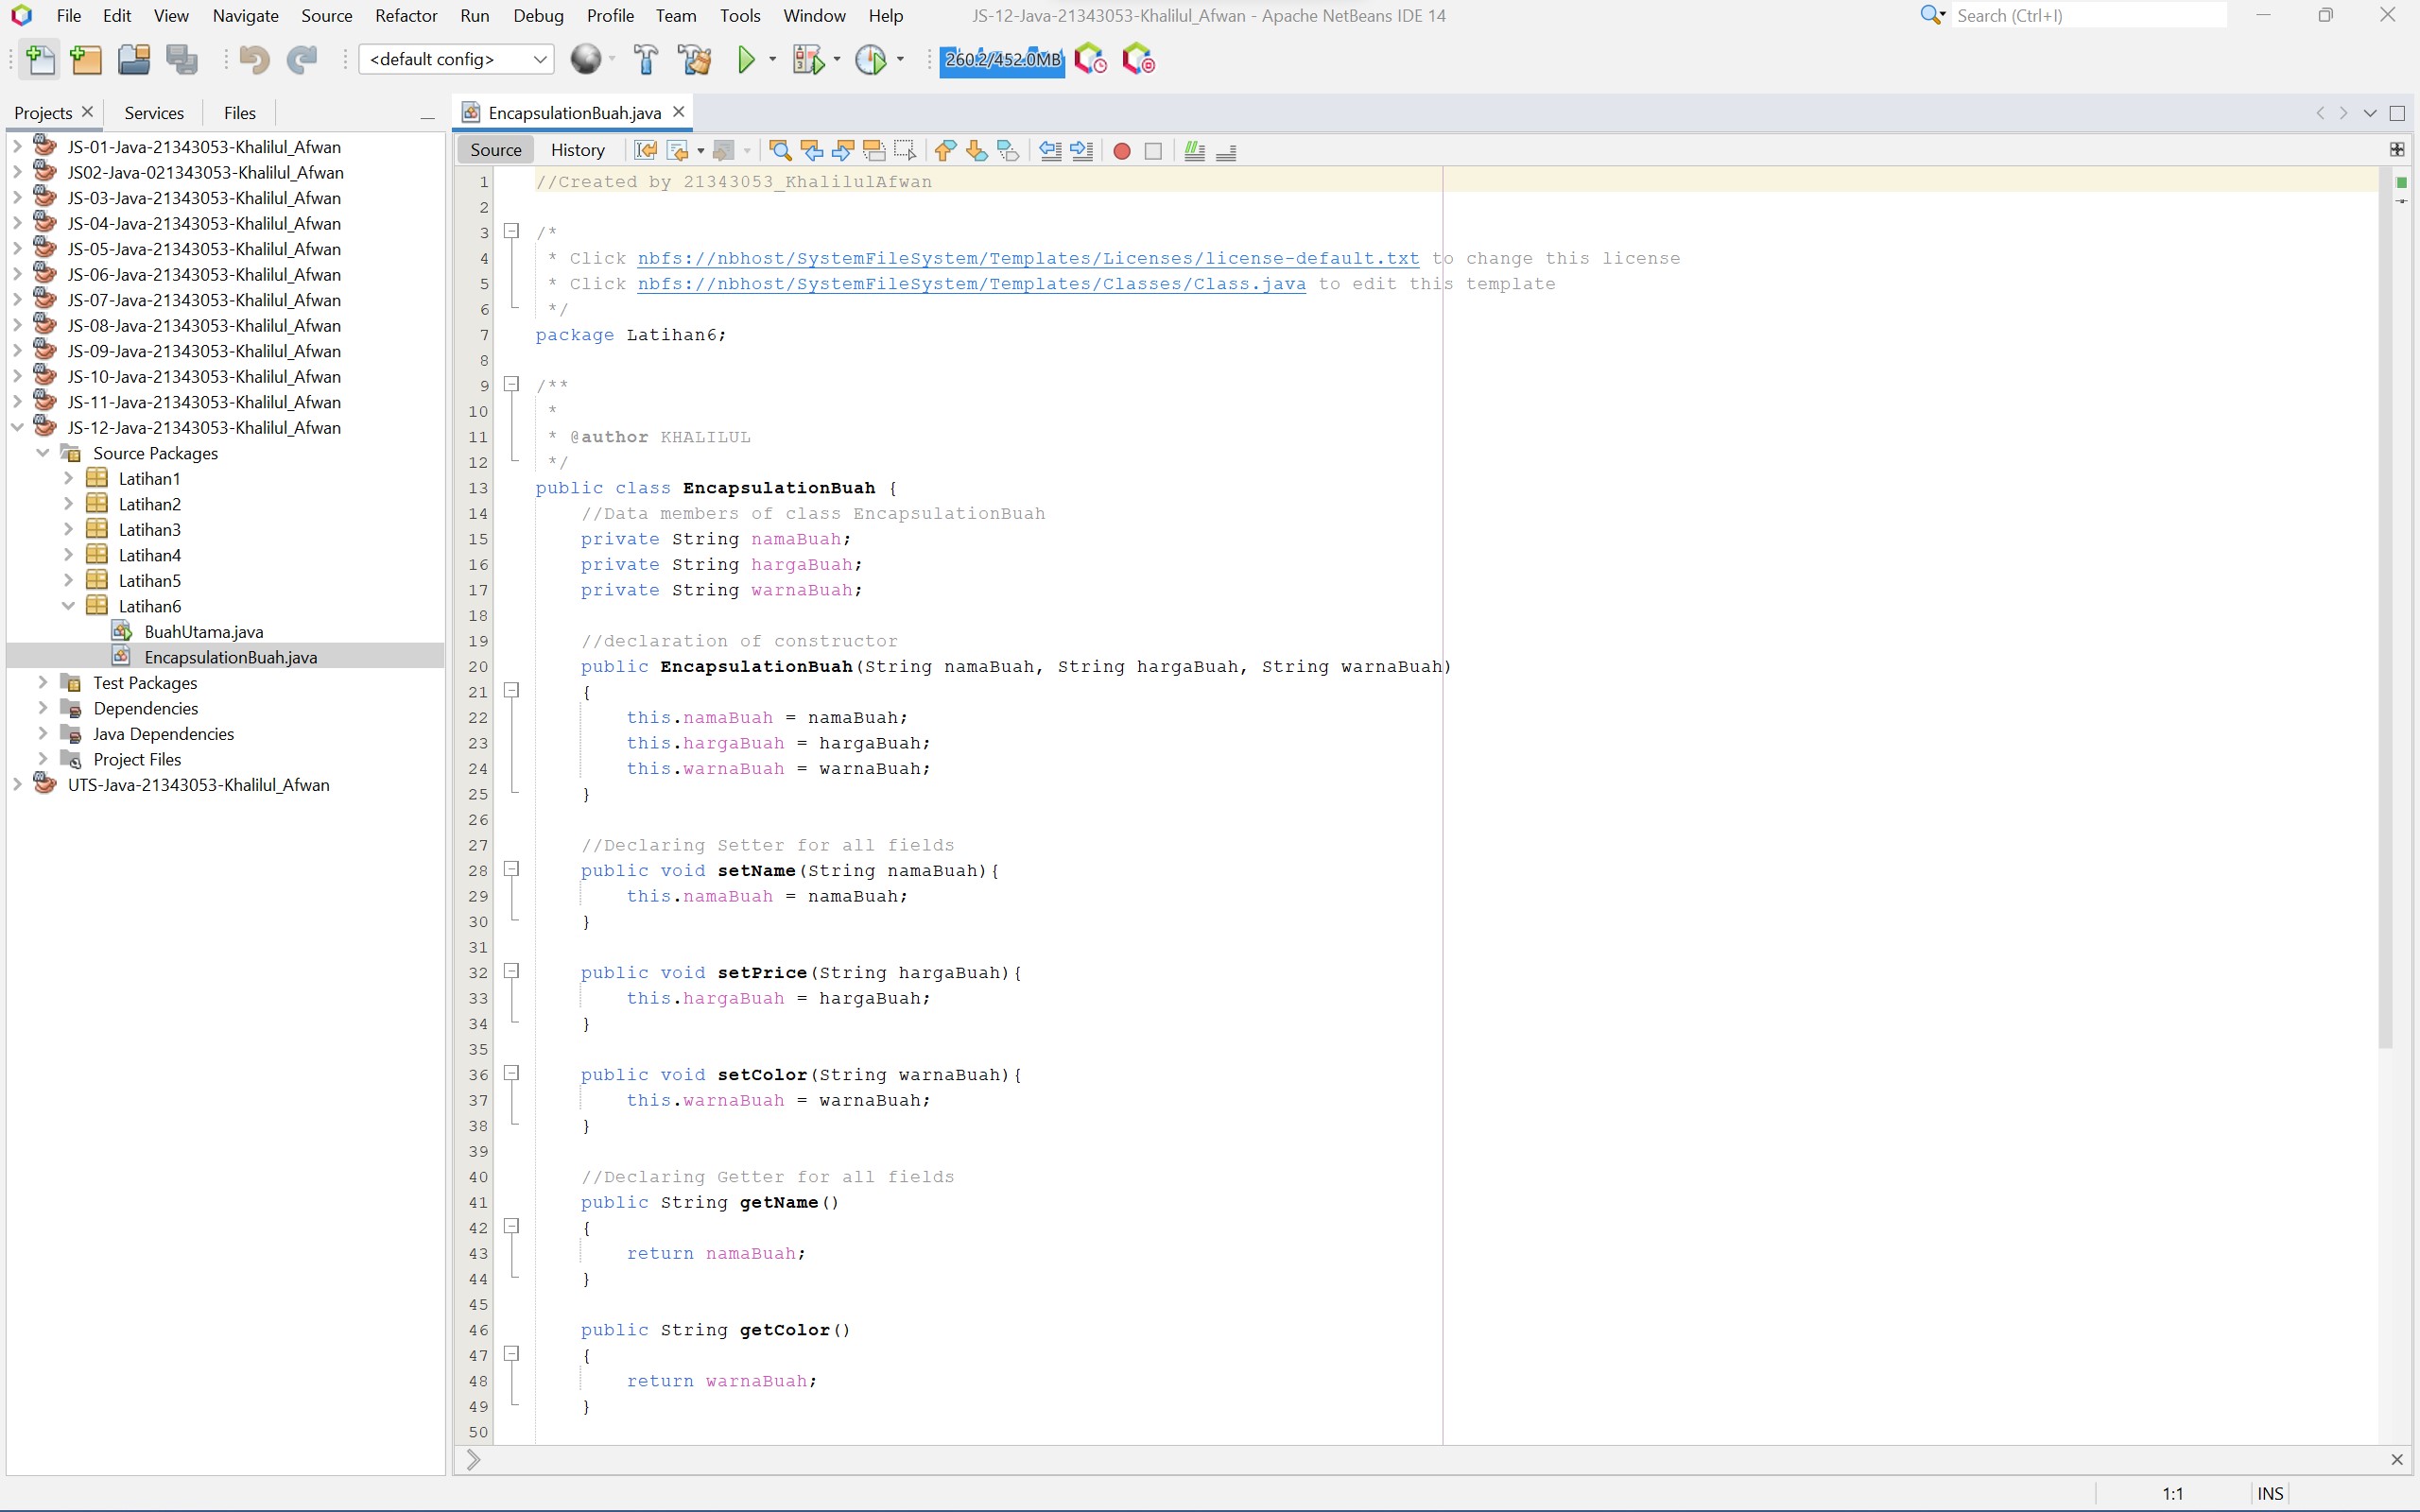 File Edit View Navigate Source Refactor Run Debug Profile Team Tools Window Help JS-12-Java-21343053-Khalilul_Afwan - Apache NetBeans IDE 14 Search (Ctrl+I)
<default config> 260.2/452.0MB
Projects Services Files
EncapsulationBuah.java
Source History
JS-01-Java-21343053-Khalilul_Afwan
JS02-Java-021343053-Khalilul_Afwan
JS-03-Java-21343053-Khalilul_Afwan
JS-04-Java-21343053-Khalilul_Afwan
JS-05-Java-21343053-Khalilul_Afwan
JS-06-Java-21343053-Khalilul_Afwan
JS-07-Java-21343053-Khalilul_Afwan
JS-08-Java-21343053-Khalilul_Afwan
JS-09-Java-21343053-Khalilul_Afwan
JS-10-Java-21343053-Khalilul_Afwan
JS-11-Java-21343053-Khalilul_Afwan
JS-12-Java-21343053-Khalilul_Afwan
Source Packages
Latihan1
Latihan2
Latihan3
Latihan4
Latihan5
Latihan6
BuahUtama.java
EncapsulationBuah.java
Test Packages
Dependencies
Java Dependencies
Project Files
UTS-Java-21343053-Khalilul_Afwan
1 //Created by 21343053_KhalilulAfwan
2
3 /*
4 * Click nbfs://nbhost/SystemFileSystem/Templates/Licenses/license-default.txt to change this license
5 * Click nbfs://nbhost/SystemFileSystem/Templates/Classes/Class.java to edit this template
6 */
7 package Latihan6;
8
9 /**
10 *
11 * @author KHALILUL
12 */
13 public class EncapsulationBuah {
14 //Data members of class EncapsulationBuah
15 private String namaBuah;
16 private String hargaBuah;
17 private String warnaBuah;
18
19 //declaration of constructor
20 public EncapsulationBuah(String namaBuah, String hargaBuah, String warnaBuah)
21 {
22 this.namaBuah = namaBuah;
23 this.hargaBuah = hargaBuah;
24 this.warnaBuah = warnaBuah;
25 }
26
27 //Declaring Setter for all fields
28 public void setName(String namaBuah){
29 this.namaBuah = namaBuah;
30 }
31
32 public void setPrice(String hargaBuah){
33 this.hargaBuah = hargaBuah;
34 }
35
36 public void setColor(String warnaBuah){
37 this.warnaBuah = warnaBuah;
38 }
39
40 //Declaring Getter for all fields
41 public String getName()
42 {
43 return namaBuah;
44 }
45
46 public String getColor()
47 {
48 return warnaBuah;
49 }
50
1:1 INS